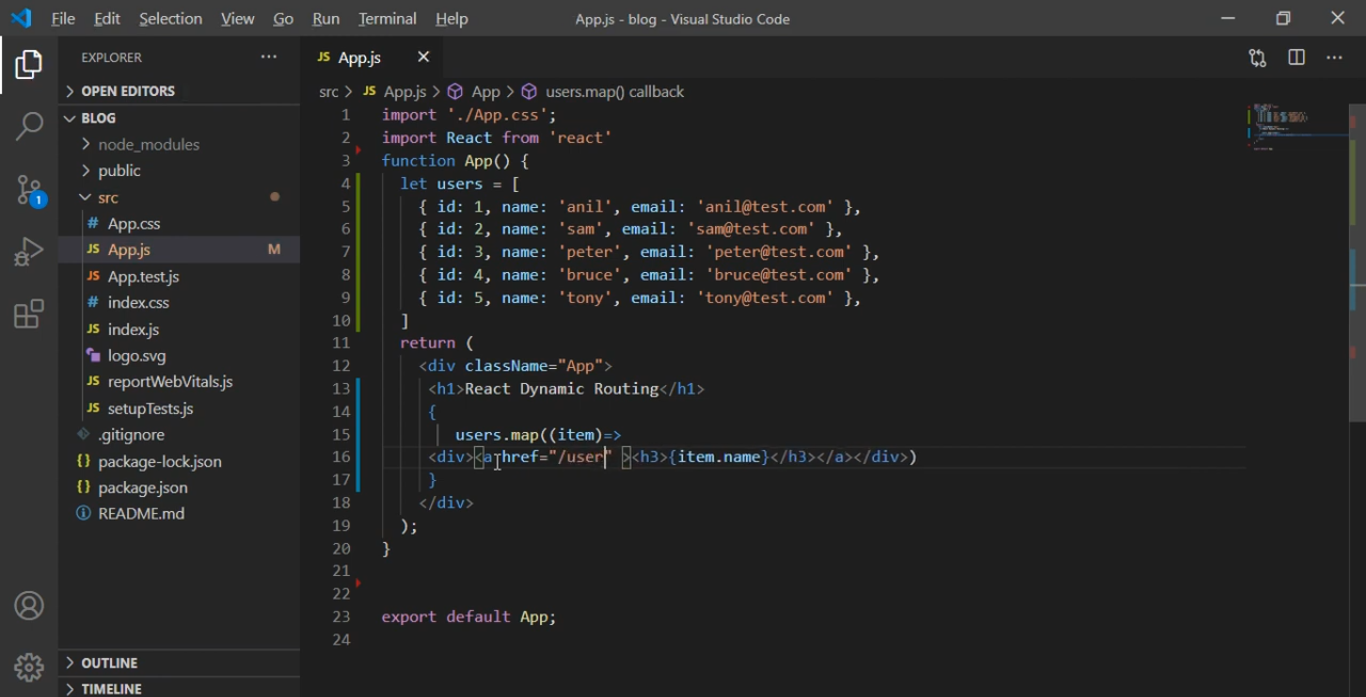 File Edit Selection View Go Run Terminal Help App.js - blog - Visual Studio Code
EXPLORER
OPEN EDITORS
BLOG
node_modules
public
src
# App.css
JS App.js M
JS App.test.js
# index.css
JS index.js
logo.svg
JS reportWebVitals.js
JS setupTests.js
.gitignore
{} package-lock.json
{} package.json
README.md
OUTLINE
TIMELINE
1
JS App.js
src > JS App.js > App > users.map() callback
1 import './App.css';
2 import React from 'react'
3 function App() {
4 let users = [
5 { id: 1, name: 'anil', email: 'anil@test.com' },
6 { id: 2, name: 'sam', email: 'sam@test.com' },
7 { id: 3, name: 'peter', email: 'peter@test.com' },
8 { id: 4, name: 'bruce', email: 'bruce@test.com' },
9 { id: 5, name: 'tony', email: 'tony@test.com' },
10 ]
11 return (
12 <div className="App">
13 <h1>React Dynamic Routing</h1>
14 {
15 users.map((item)=>
16 <div><a href="/user" ><h3>{item.name}</h3></a></div>)
17 }
18 </div>
19 );
20 }
21
22
23 export default App;
24